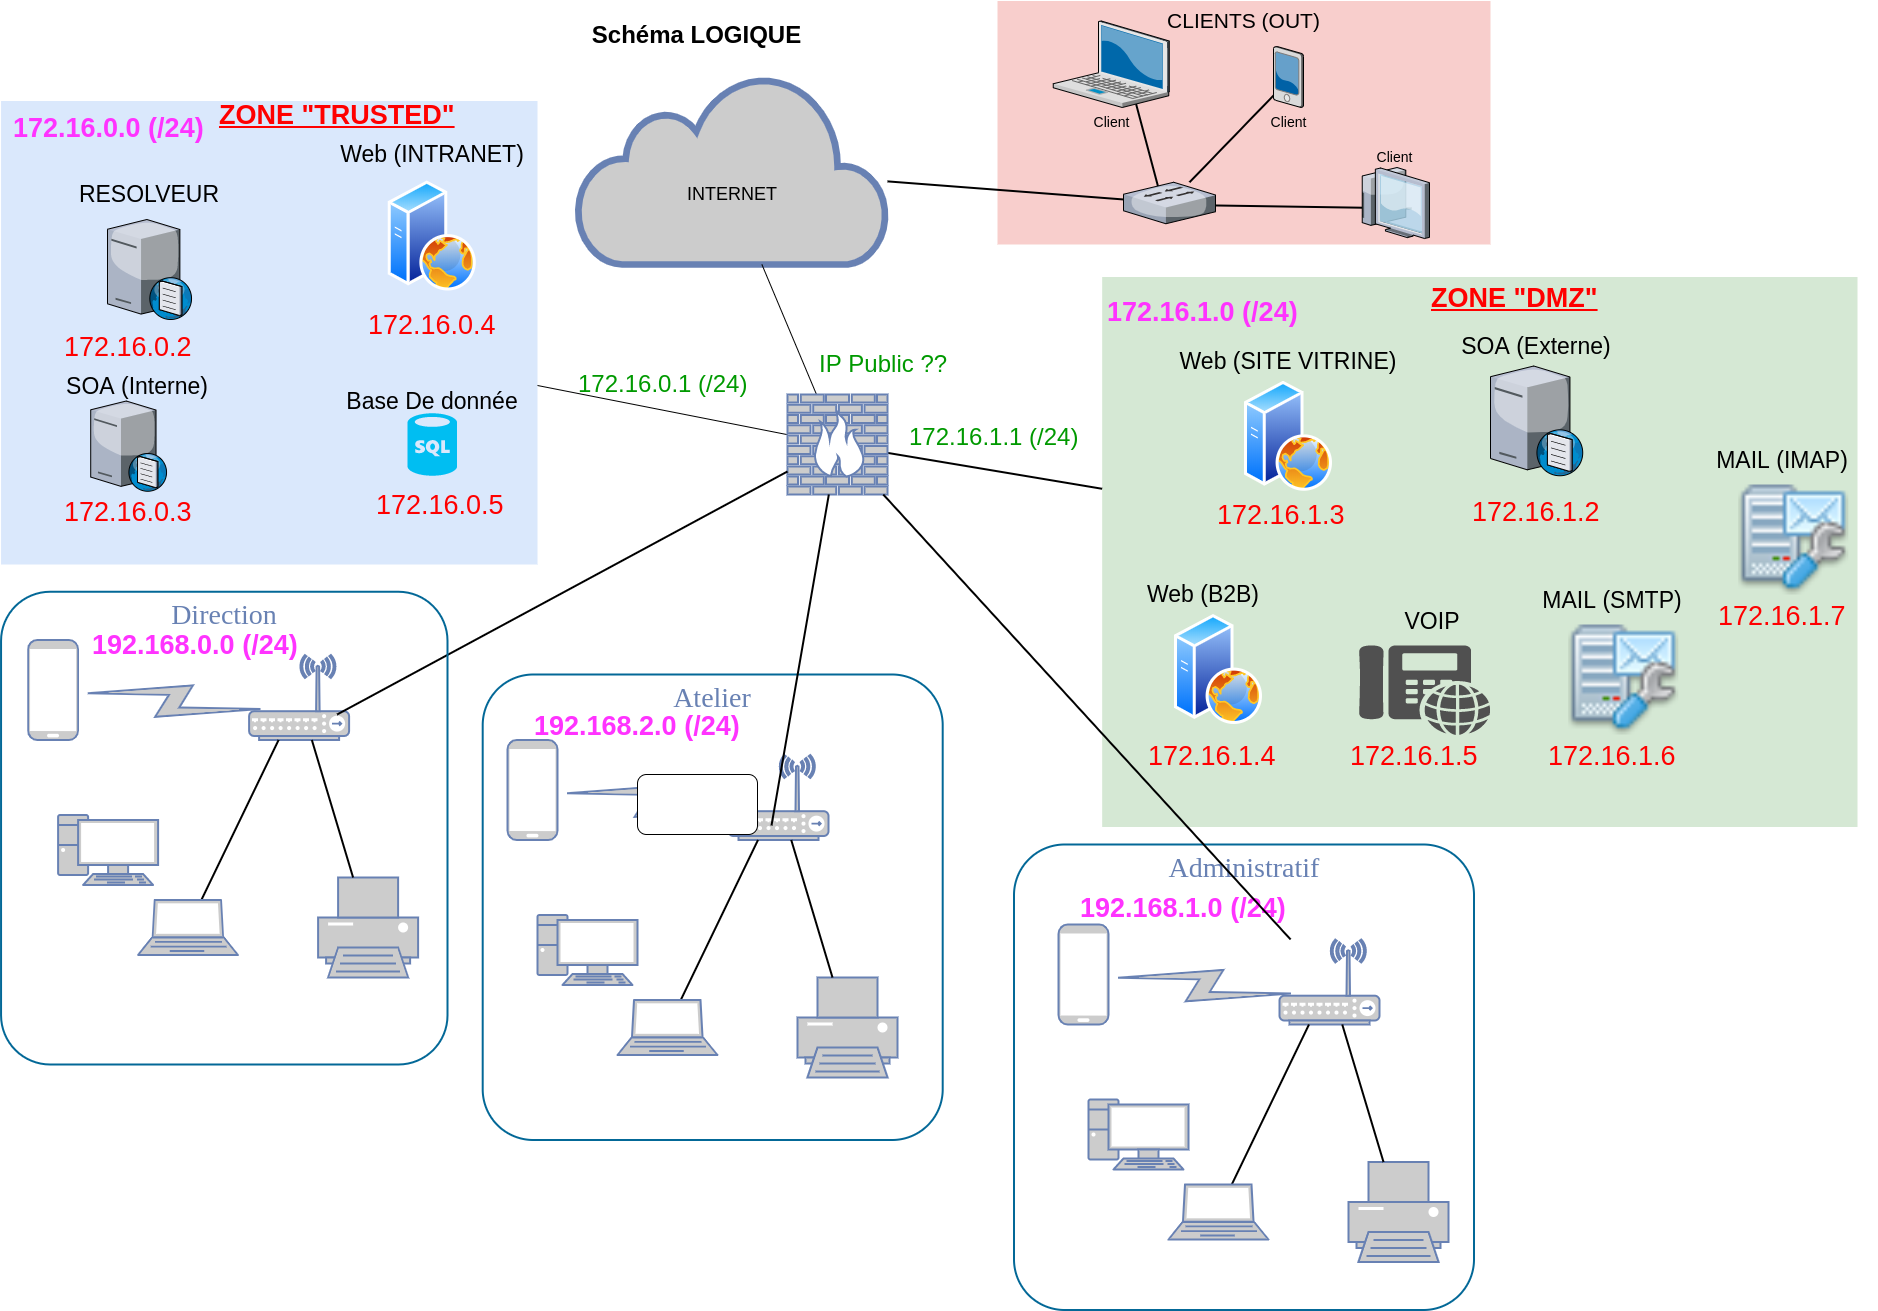 Schéma LOGIQUE
CLIENTS (OUT)
Client
Client
Client
INTERNET
ZONE "TRUSTED"
172.16.0.0 (/24)
Web (INTRANET)
RESOLVEUR
172.16.0.4
172.16.0.2
SOA (Interne)
Base De donnée
SQL
172.16.0.3
172.16.0.5
172.16.0.1 (/24)
IP Public ??
172.16.1.1 (/24)
ZONE "DMZ"
172.16.1.0 (/24)
Web (SITE VITRINE)
SOA (Externe)
MAIL (IMAP)
172.16.1.3
172.16.1.2
Web (B2B)
VOIP
MAIL (SMTP)
172.16.1.7
172.16.1.4
172.16.1.5
172.16.1.6
Direction
192.168.0.0 (/24)
Atelier
192.168.2.0 (/24)
Administratif
192.168.1.0 (/24)